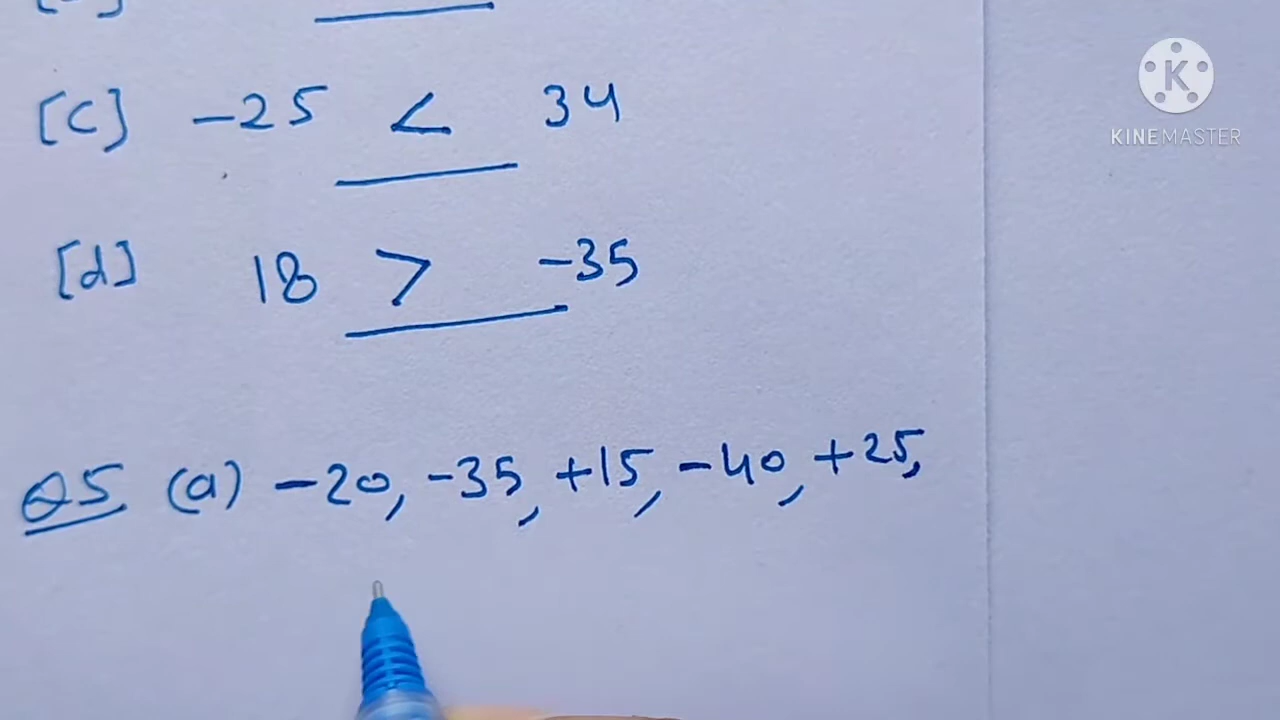 [C] -25 < 34
[d] 18 > -35
Q5 (a) -20, -35, +15, -40, +25,
K
KINEMASTER